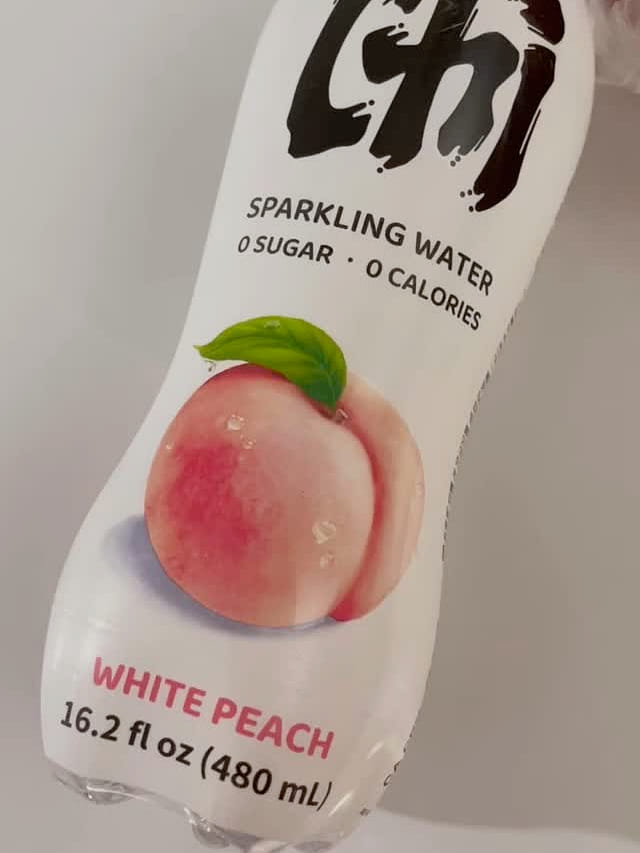 Chi
SPARKLING WATER
0 SUGAR · 0 CALORIES
WHITE PEACH
16.2 fl oz (480 mL)